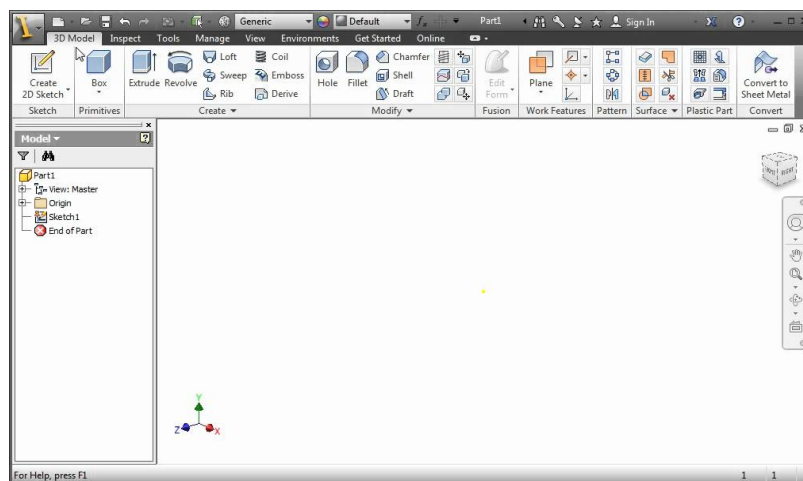 Generic Default Part1 Sign In
3D Model Inspect Tools Manage View Environments Get Started Online
Loft Coil Chamfer
Sweep Emboss Shell
Create 2D Sketch Box Extrude Revolve Rib Derive Hole Fillet Draft Edit Form Plane Convert to Sheet Metal
Sketch Primitives Create Modify Fusion Work Features Pattern Surface Plastic Part Convert
Model
Part1
View: Master
Origin
Sketch1
End of Part
Y
Z X
For Help, press F1 1 1